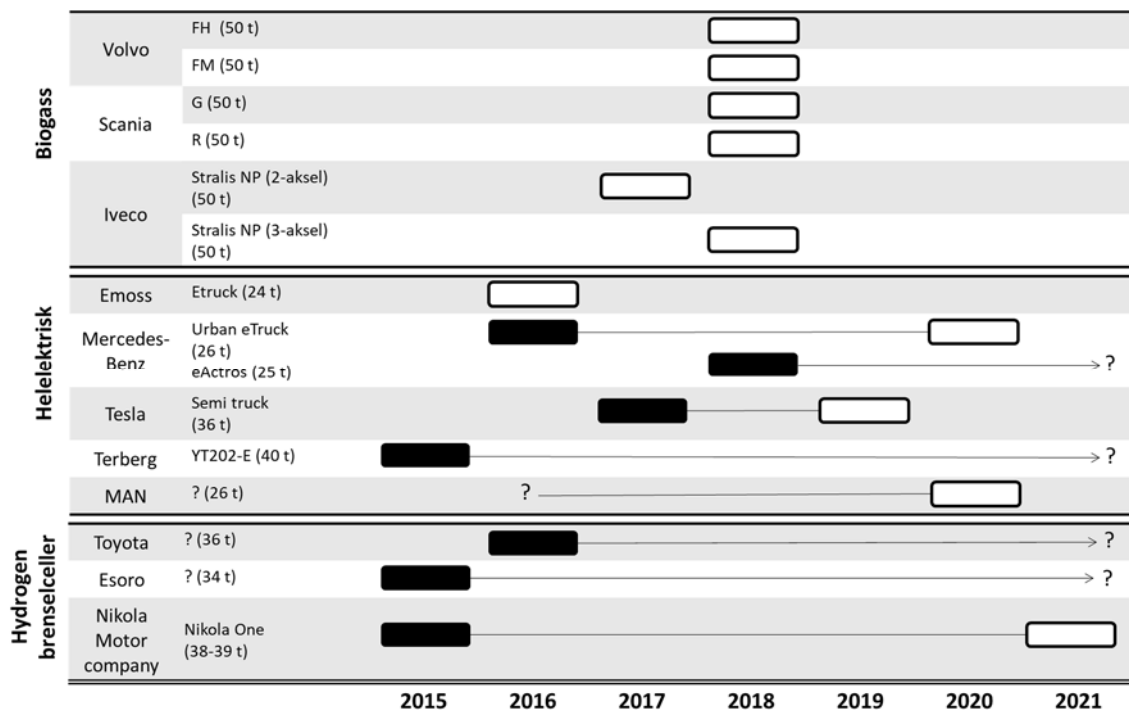 Biogass
Volvo
FH (50 t)
FM (50 t)
Scania
G (50 t)
R (50 t)
Iveco
Stralis NP (2-aksel)
(50 t)
Stralis NP (3-aksel)
(50 t)
Helelektrisk
Emoss
Etruck (24 t)
Mercedes-
Benz
Urban eTruck
(26 t)
eActros (25 t)
?
Tesla
Semi truck
(36 t)
Terberg
YT202-E (40 t)
?
MAN
? (26 t)
?
Hydrogen
brenselceller
Toyota
? (36 t)
?
Esoro
? (34 t)
?
Nikola
Motor
company
Nikola One
(38-39 t)
2015 2016 2017 2018 2019 2020 2021